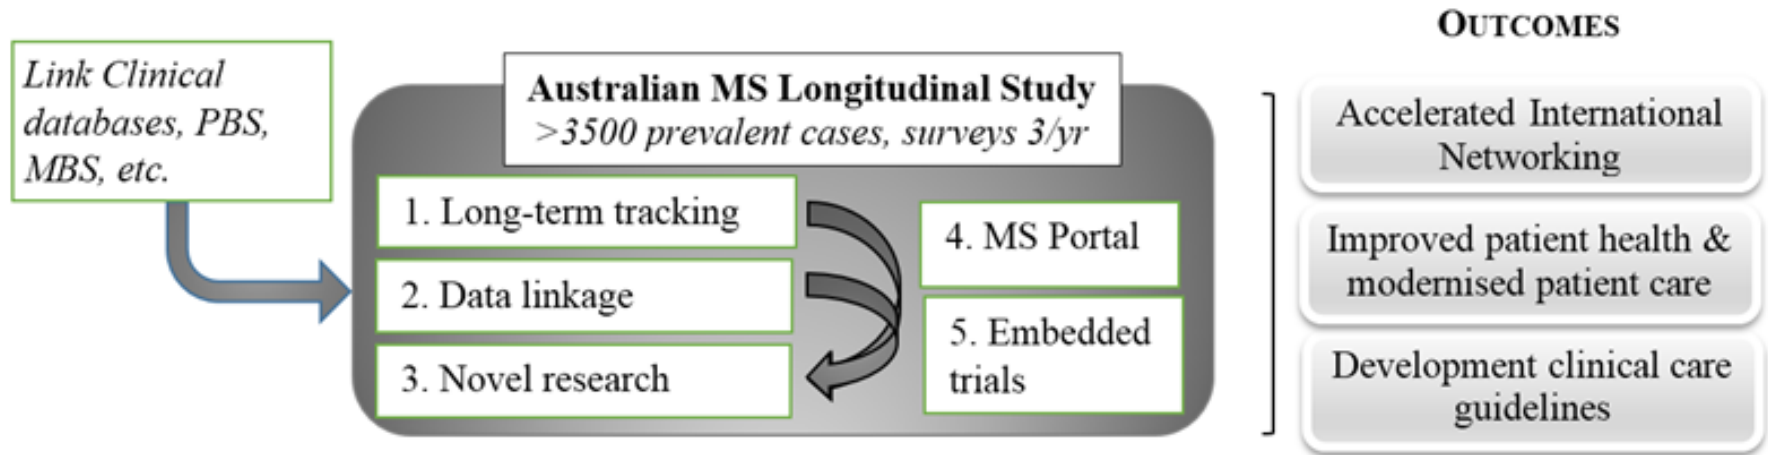 Link Clinical
databases, PBS,
MBS, etc.
Australian MS Longitudinal Study
>3500 prevalent cases, surveys 3/yr
1. Long-term tracking
2. Data linkage
3. Novel research
4. MS Portal
5. Embedded
trials
OUTCOMES
Accelerated International
Networking
Improved patient health &
modernised patient care
Development clinical care
guidelines